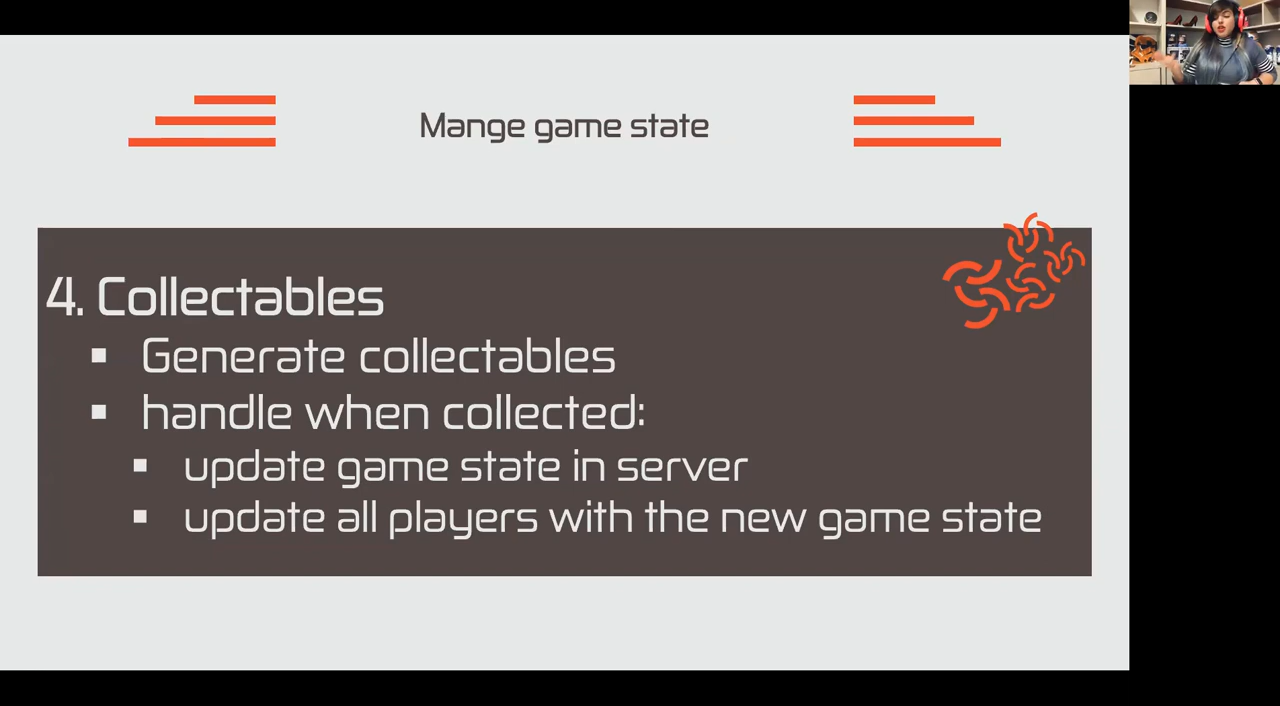 Mange game state
4. Collectables
▪ Generate collectables
▪ handle when collected:
▪ update game state in server
▪ update all players with the new game state